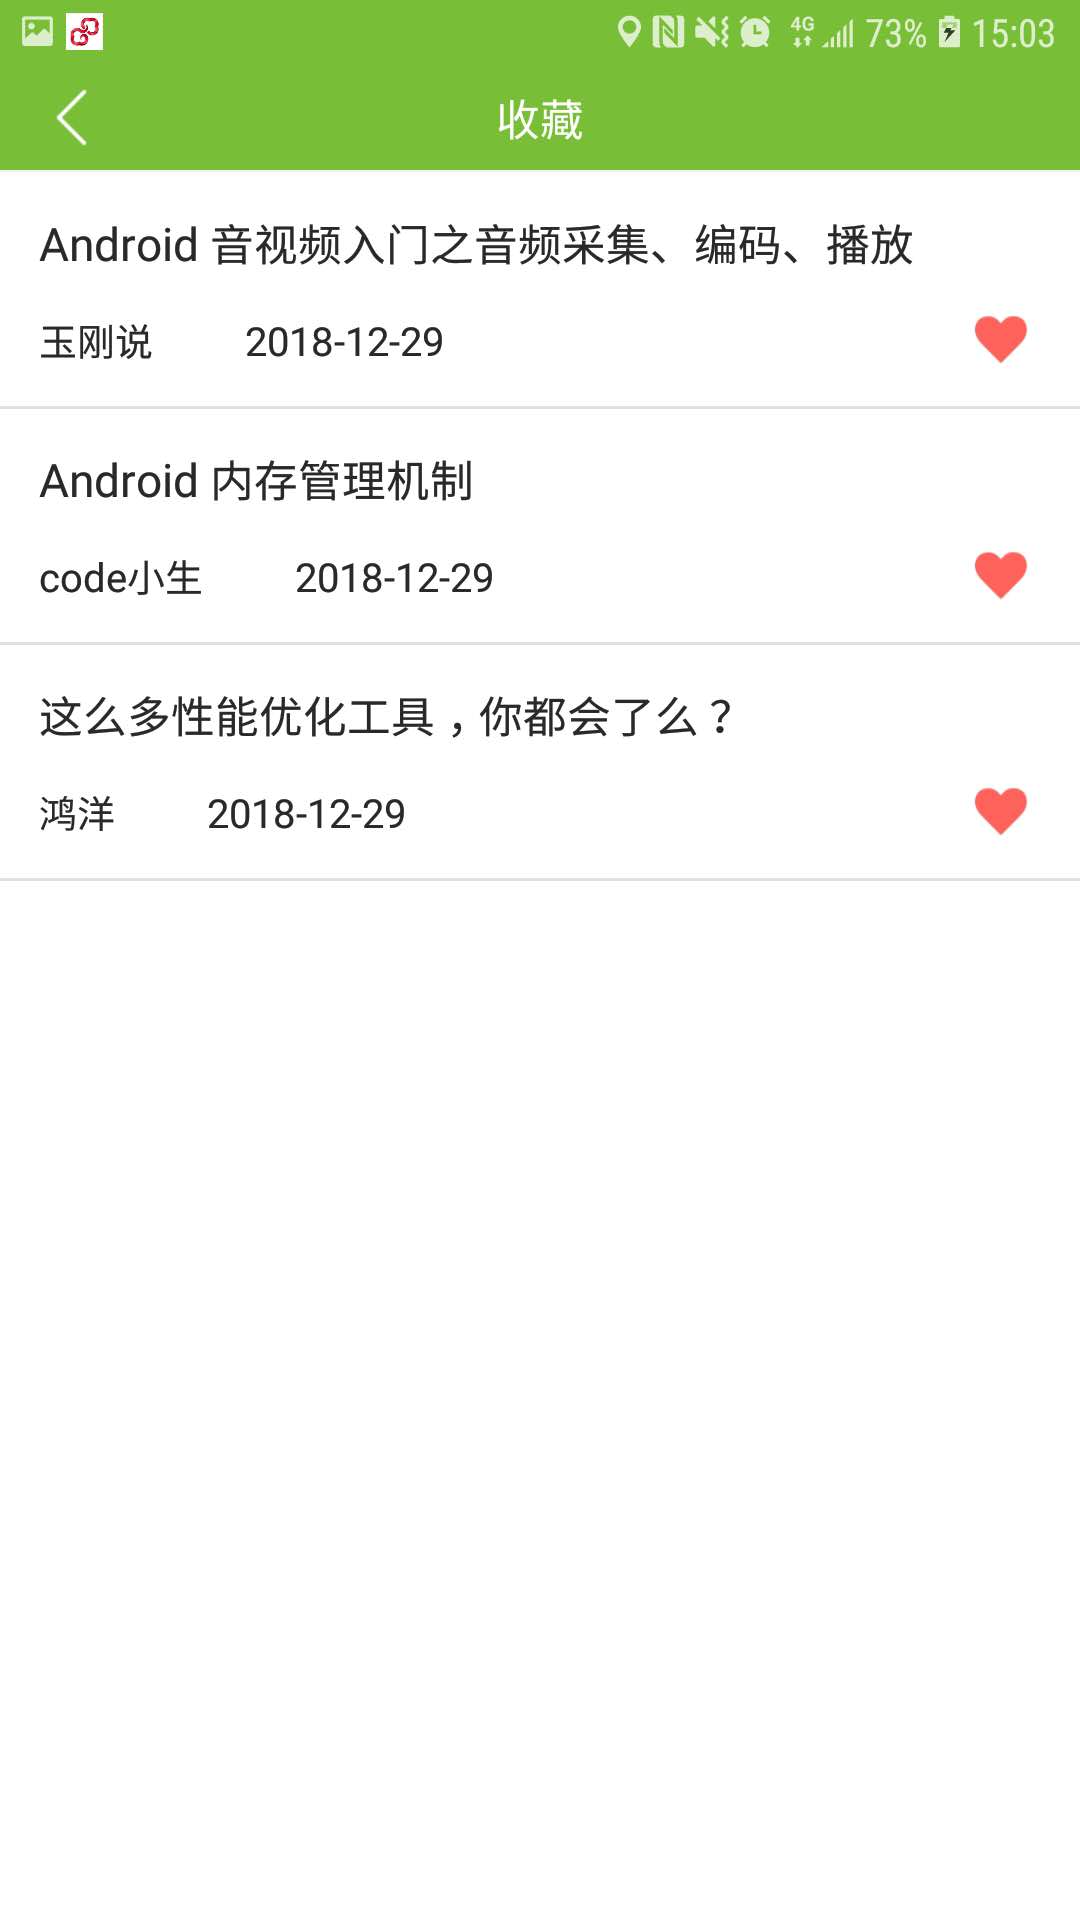 4G 73% 15:03
收藏
Android 音视频入门之音频采集、编码、播放
玉刚说 2018-12-29
Android 内存管理机制
code小生 2018-12-29
这么多性能优化工具，你都会了么？
鸿洋 2018-12-29